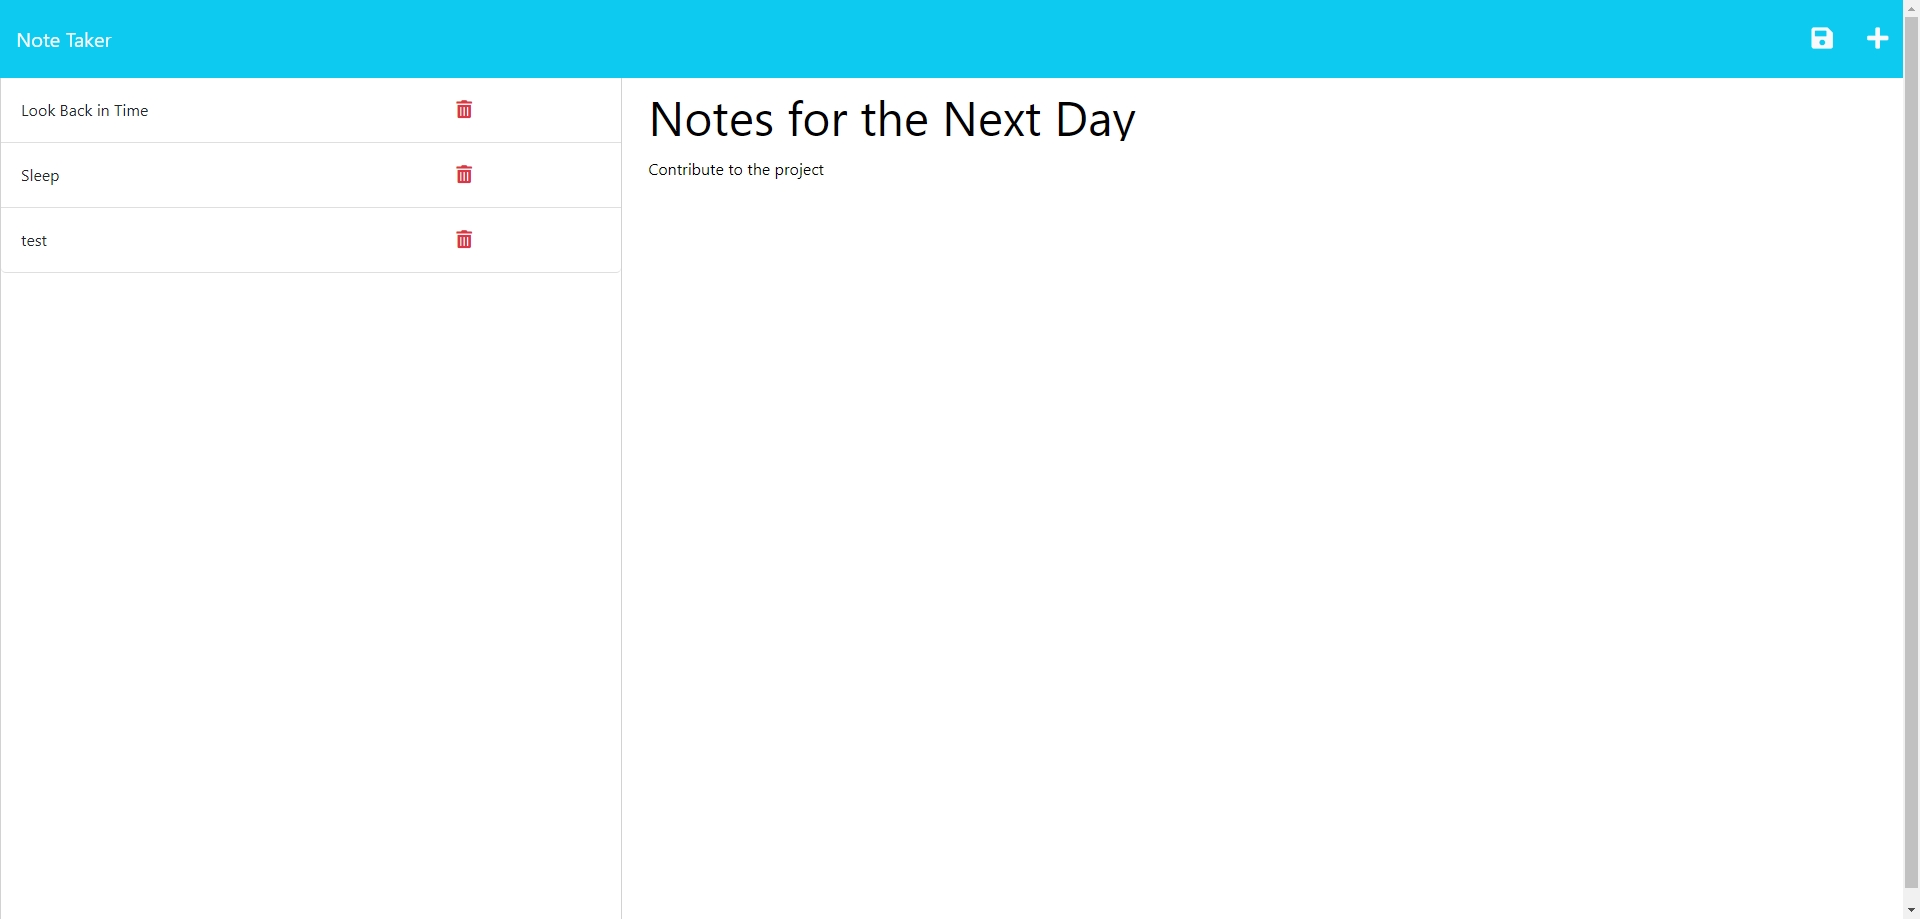 Note Taker
Look Back in Time
Sleep
test
Notes for the Next Day
Contribute to the project